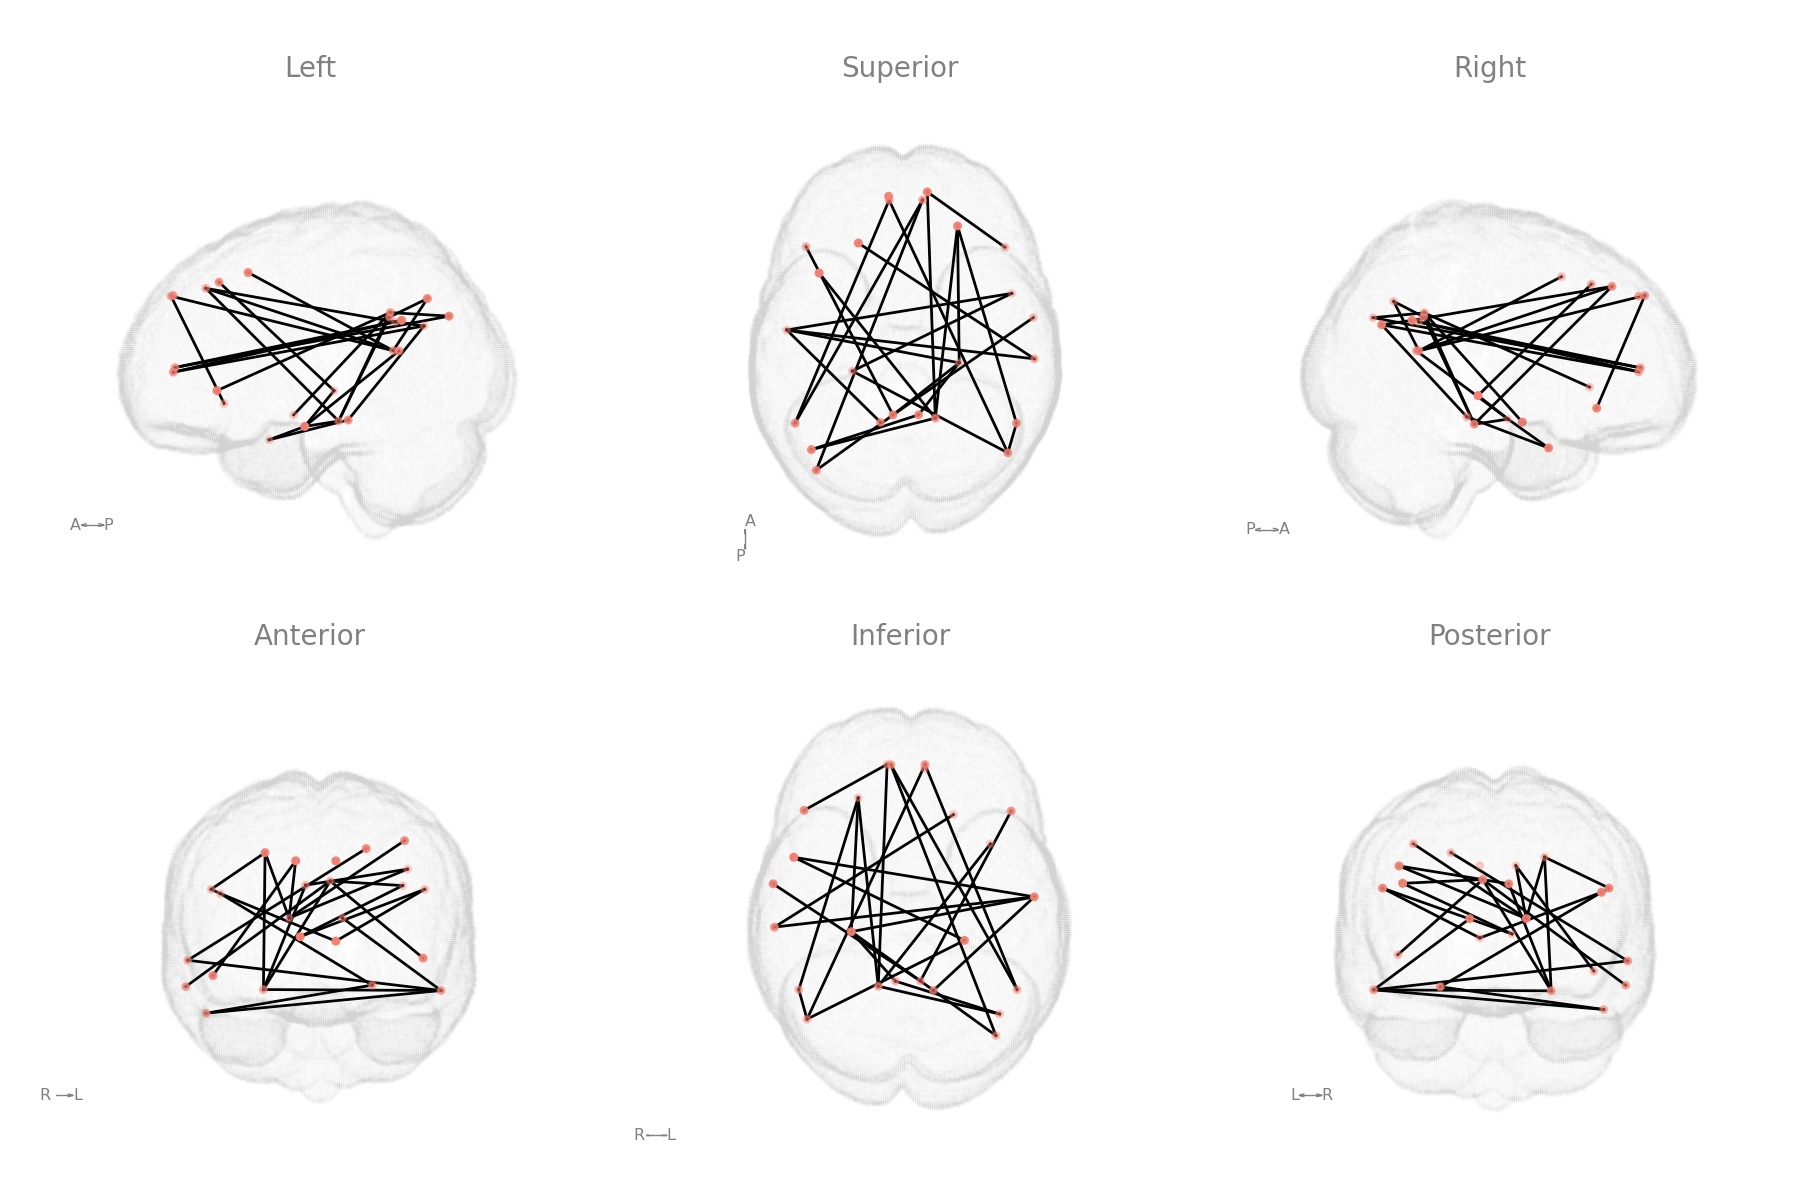 Left
Superior
Right
A P
A
P
P A
Anterior
Inferior
Posterior
R L
R L
L R